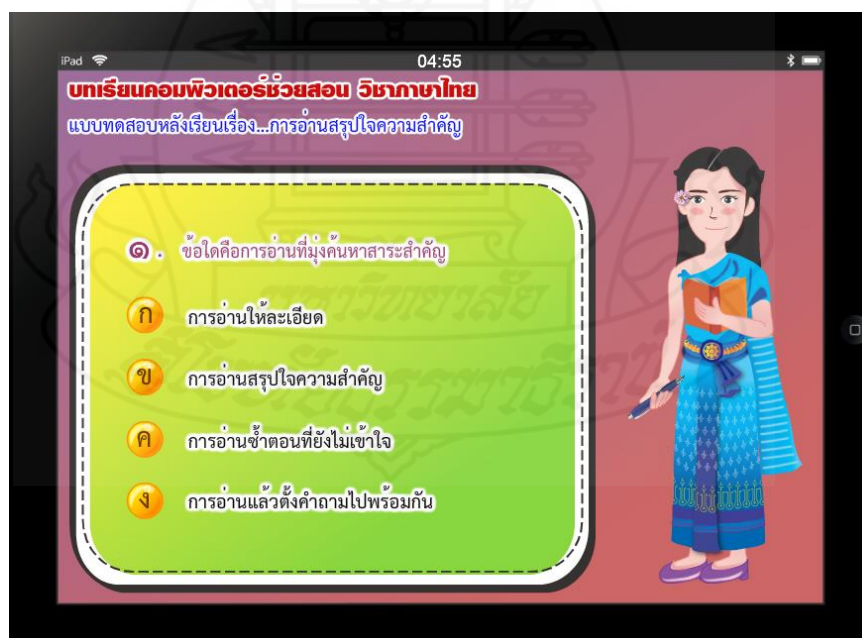 iPad 04:55
บทเรียนคอมพิวเตอร์ช่วยสอน วิชาภาษาไทย
แบบทดสอบหลังเรียนเรื่อง...การอ่านสรุปใจความสำคัญ
๑. ข้อใดคือการอ่านที่มุ่งค้นหาสาระสำคัญ
ก การอ่านให้ละเอียด
ข การอ่านสรุปใจความสำคัญ
ค การอ่านซ้ำตอนที่ยังไม่เข้าใจ
ง การอ่านแล้วตั้งคำถามไปพร้อมกัน